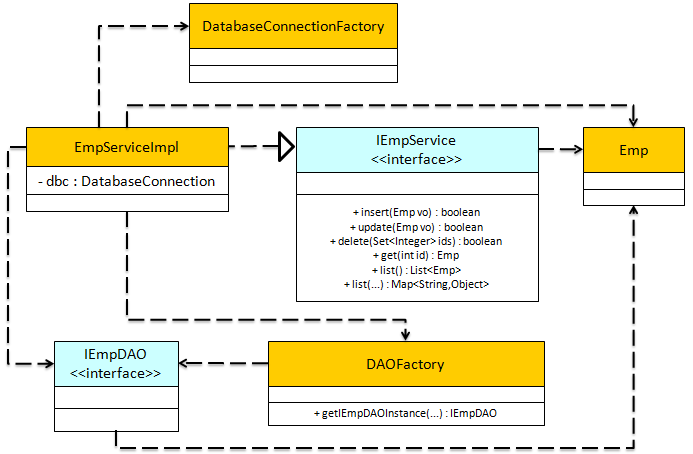 DatabaseConnectionFactory
EmpServiceImpl
- dbc : DatabaseConnection
IEmpService
<<interface>>
+ insert(Emp vo) : boolean
+ update(Emp vo) : boolean
+ delete(Set<Integer> ids) : boolean
+ get(int id) : Emp
+ list() : List<Emp>
+ list(...) : Map<String,Object>
Emp
IEmpDAO
<<interface>>
DAOFactory
+ getIEmpDAOInstance(...) : IEmpDAO